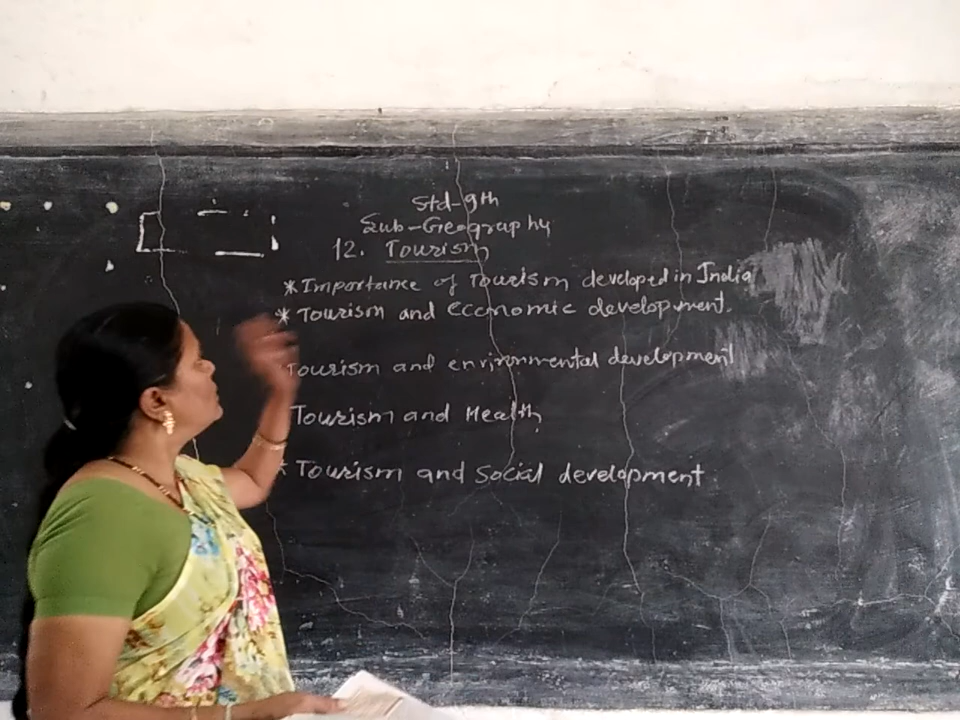 Std-9th
Sub-Geography
12. Tourism
* Importance of Tourism developed in India
* Tourism and economic development.
Tourism and environmental development
Tourism and Health
* Tourism and Social development